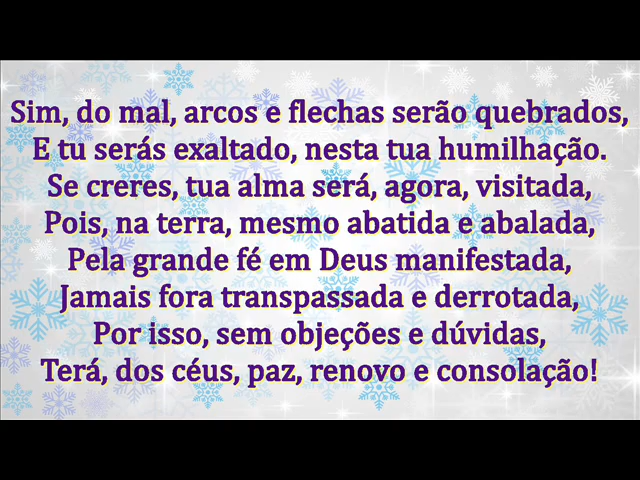 Sim, do mal, arcos e flechas serão quebrados,
E tu serás exaltado, nesta tua humilhação.
Se creres, tua alma será, agora, visitada,
Pois, na terra, mesmo abatida e abalada,
Pela grande fé em Deus manifestada,
Jamais fora transpassada e derrotada,
Por isso, sem objeções e dúvidas,
Terá, dos céus, paz, renovo e consolação!